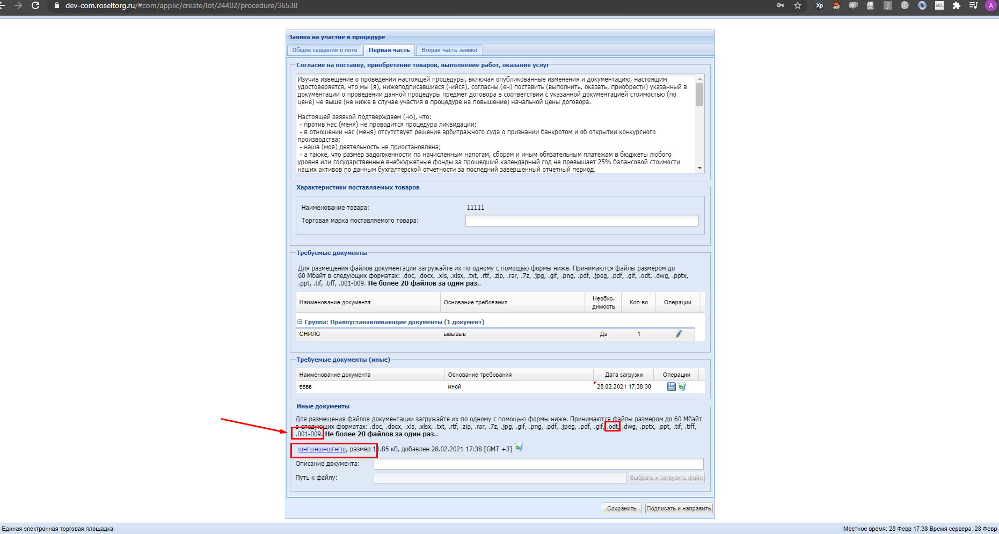 dev-com.roseltorg.ru/#com/applic/create/lot/24402/procedure/36538
Xp
j
SCL
A
Заявка на участие в процедуре
Общие сведения о лоте Первая часть Вторая часть заявки
Согласие на поставку, приобретение товаров, выполнение работ, оказание услуг
Изучив извещение о проведении настоящей процедуры, включая опубликованные изменения и документацию, настоящим
удостоверяется, что мы (я), нижеподписавшиеся (-ийся), согласны (ен) поставить (выполнить, оказать, приобрести) указанный в
документации о проведении данной процедуры предмет договора в соответствии с указанной документацией стоимостью (по
цене) не выше (не ниже в случае участия в процедуре на повышение) начальной цены договора.
Настоящей заявкой подтверждаем (-ю), что:
- против нас (меня) не проводится процедура ликвидации;
- в отношении нас (меня) отсутствует решение арбитражного суда о признании банкротом и об открытии конкурсного
производства;
- наша (моя) деятельность не приостановлена;
- а также, что размер задолженности по начисленным налогам, сборам и иным обязательным платежам в бюджеты любого
уровня или государственные внебюджетные фонды за прошедший календарный год не превышает 25% балансовой стоимости
наших активов по данным бухгалтерской отчетности за последний завершенный отчетный период.
Характеристики поставляемых товаров
Наименование товара: 11111
Торговая марка поставляемого товара:
Требуемые документы
Для размещения файлов документации загружайте их по одному с помощью формы ниже. Принимаются файлы размером до
60 Мбайт в следующих форматах: .doc, .docx, .xls, .xlsx, .txt, .rtf, .zip, .rar, .7z, .jpg, .gif, .png, .pdf, .jpeg, .pdf, .gif, .odt, .dwg, .pptx,
.ppt, .tif, .tiff, .001-009. Не более 20 файлов за один раз..
Наименование документа Основание требования Необхо-димость Кол-во Операции
Группа: Правоустанавливающие документы (1 документ)
СНИЛС ывывыв Да 1
Требуемые документы (иные)
Наименование документа Основание требования Дата загрузки Операции
вввв иной 28.02.2021 17:38:38
Иные документы
Для размещения файлов документации загружайте их по одному с помощью формы ниже. Принимаются файлы размером до 60 Мбайт
в следующих форматах: .doc, .docx, .xls, .xlsx, .txt, .rtf, .zip, .rar, .7z, .jpg, .gif, .png, .pdf, .jpeg, .pdf, .gif, .odt, .dwg, .pptx, .ppt, .tif, .tiff,
.001-009. Не более 20 файлов за один раз..
шнгшншншгнгш, размер 11.85 кб, добавлен 28.02.2021 17:38 [GMT +3]
Описание документа:
Путь к файлу: Выбрать и загрузить файл
Сохранить Подписать и направить
Единая электронная торговая площадка Местное время: 28 Февр 17:38 Время сервера: 28 Февр